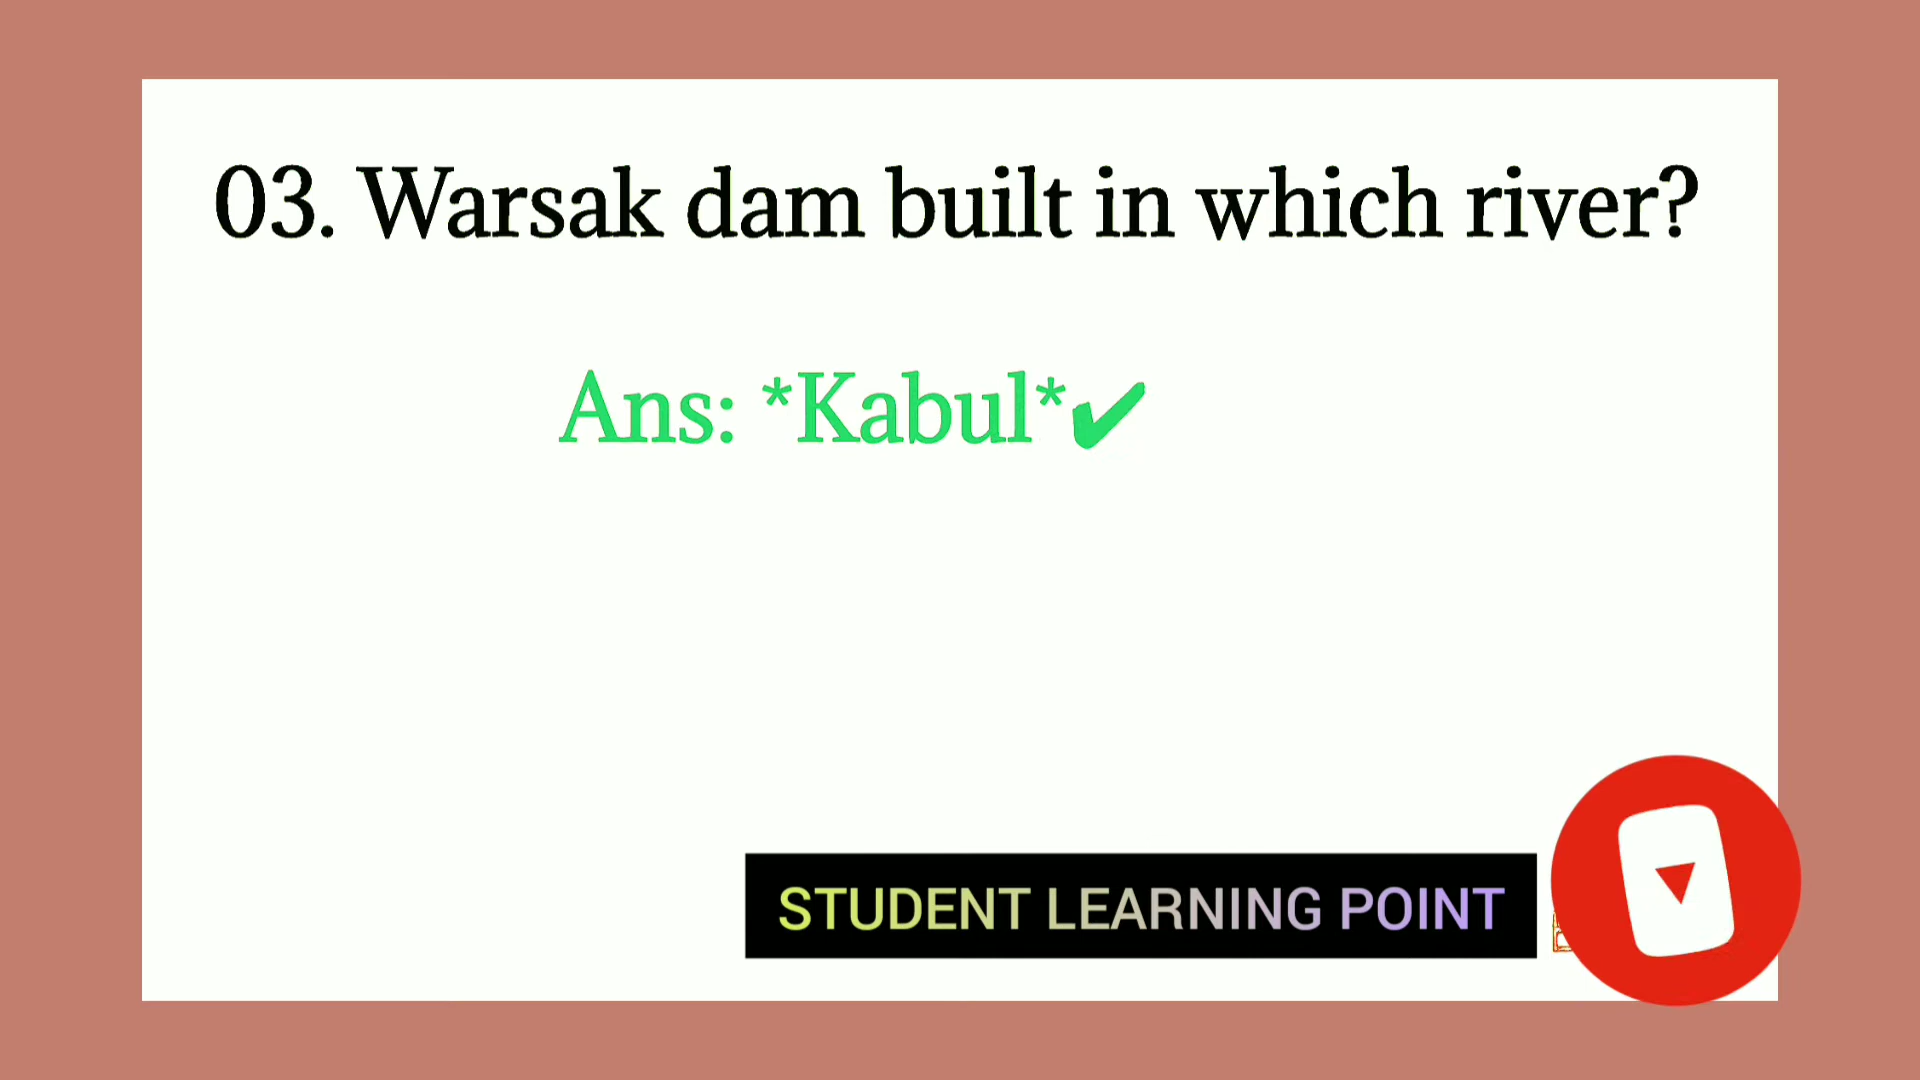 03. Warsak dam built in which river?
Ans: *Kabul*✔
STUDENT LEARNING POINT